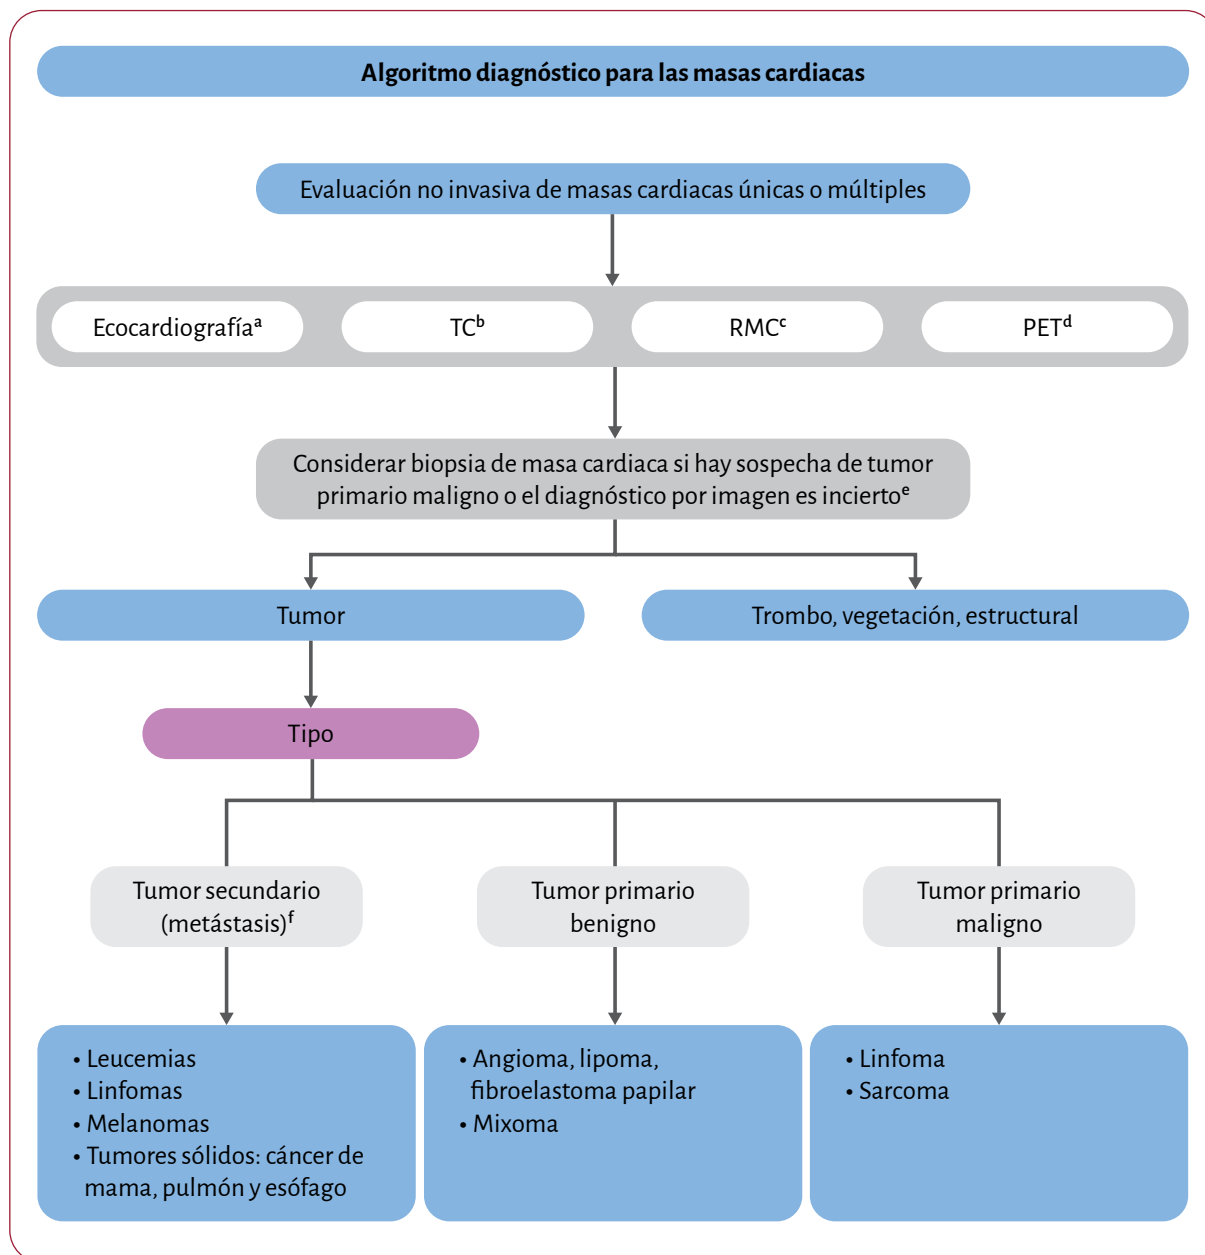 Algoritmo diagnóstico para las masas cardiacas
Evaluación no invasiva de masas cardiacas únicas o múltiples
Ecocardiografíaᵃ
TCᵇ
RMCᶜ
PETᵈ
Considerar biopsia de masa cardiaca si hay sospecha de tumor
primario maligno o el diagnóstico por imagen es inciertoᵉ
Tumor
Trombo, vegetación, estructural
Tipo
Tumor secundario
(metástasis)ᶠ
Tumor primario
benigno
Tumor primario
maligno
• Leucemias
• Linfomas
• Melanomas
• Tumores sólidos: cáncer de
mama, pulmón y esófago
• Angioma, lipoma,
fibroelastoma papilar
• Mixoma
• Linfoma
• Sarcoma